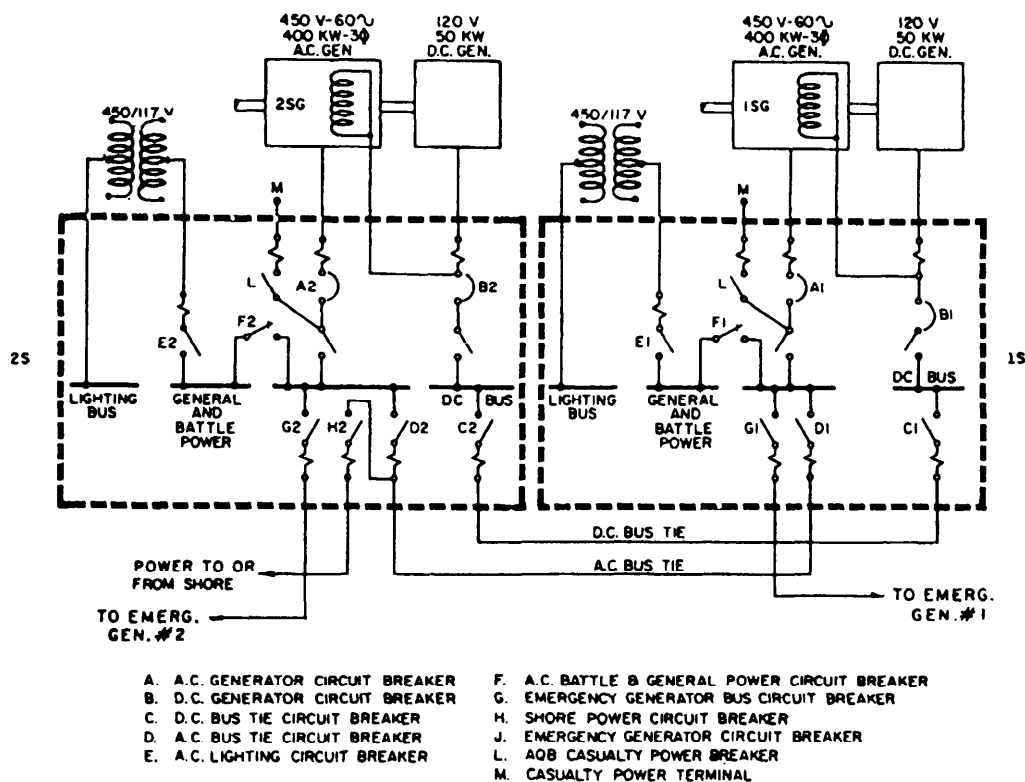 450 V-60∿
400 KW-3ϕ
A.C. GEN
120 V
50 KW
D.C. GEN.
450 V-60∿
400 KW-3ϕ
A.C. GEN.
120 V
50 KW
D.C. GEN.
2SG
1SG
450/117 V
450/117 V
M
M
L
A2
B2
L
A1
B1
E2
F2
E1
F1
2S
1S
LIGHTING
BUS
GENERAL
AND
BATTLE
POWER
DC BUS
LIGHTING
BUS
GENERAL
AND
BATTLE
POWER
DC BUS
G2
H2
D2
C2
G1
D1
C1
D.C. BUS TIE
A.C BUS TIE
POWER TO OR
FROM SHORE
TO EMERG.
GEN.#2
TO EMERG.
GEN.#1
A. A.C. GENERATOR CIRCUIT BREAKER
B. D.C. GENERATOR CIRCUIT BREAKER
C. D.C. BUS TIE CIRCUIT BREAKER
D. A.C. BUS TIE CIRCUIT BREAKER
E. A.C. LIGHTING CIRCUIT BREAKER
F. A.C. BATTLE & GENERAL POWER CIRCUIT BREAKER
G. EMERGENCY GENERATOR BUS CIRCUIT BREAKER
H. SHORE POWER CIRCUIT BREAKER
J. EMERGENCY GENERATOR CIRCUIT BREAKER
L. AQB CASUALTY POWER BREAKER
M. CASUALTY POWER TERMINAL